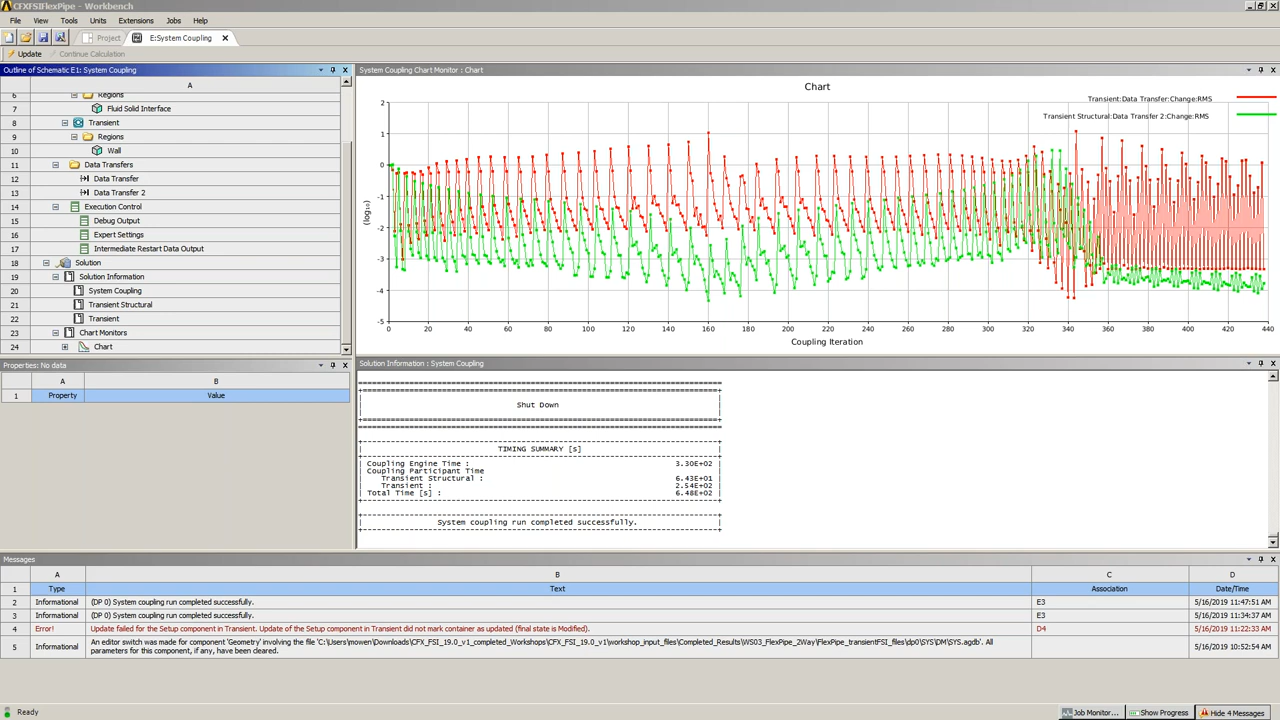 CFXFSIFlexPipe - Workbench
File View Tools Units Extensions Jobs Help
Project E:System Coupling
Update Continue Calculation
Outline of Schematic E1: System Coupling
A
6 Regions
7 Fluid Solid Interface
8 Transient
9 Regions
10 Wall
11 Data Transfers
12 Data Transfer
13 Data Transfer 2
14 Execution Control
15 Debug Output
16 Expert Settings
17 Intermediate Restart Data Output
18 Solution
19 Solution Information
20 System Coupling
21 Transient Structural
22 Transient
23 Chart Monitors
24 Chart
Properties: No data
A B
1 Property Value
System Coupling Chart Monitor : Chart
Chart
Transient:Data Transfer:Change:RMS
Transient Structural:Data Transfer 2:Change:RMS
2
1
0
-1
-2
-3
-4
-5
(log₁₀)
0 20 40 60 80 100 120 140 160 180 200 220 240 260 280 300 320 340 360 380 400 420 440
Coupling Iteration
Solution Information : System Coupling
Shut Down
TIMING SUMMARY [s]
Coupling Engine Time : 3.30E+02
Coupling Participant Time
Transient Structural : 6.43E+01
Transient : 2.54E+02
Total Time [s] : 6.48E+02
System coupling run completed successfully.
Messages
A B C D
1 Type Text Association Date/Time
2 Informational (DP 0) System coupling run completed successfully. E3 5/16/2019 11:47:51 AM
3 Informational (DP 0) System coupling run completed successfully. E3 5/16/2019 11:34:37 AM
4 Error! Update failed for the Setup component in Transient. Update of the Setup component in Transient did not mark container as updated (final state is Modified). D4 5/16/2019 11:22:33 AM
5 Informational An editor switch was made for component 'Geometry' involving the file 'C:\Users\mowen\Downloads\CFX_FSI_19.0_v1_completed_Workshops\CFX_FSI_19.0_v1\workshop_input_files\Completed_Results\WS03_FlexPipe_2Way\FlexPipe_transientFSI_files\dp0\SYS\DM\SYS.agdb'. All
parameters for this component, if any, have been cleared. 5/16/2019 10:52:54 AM
Ready Job Monitor... Show Progress Hide 4 Messages